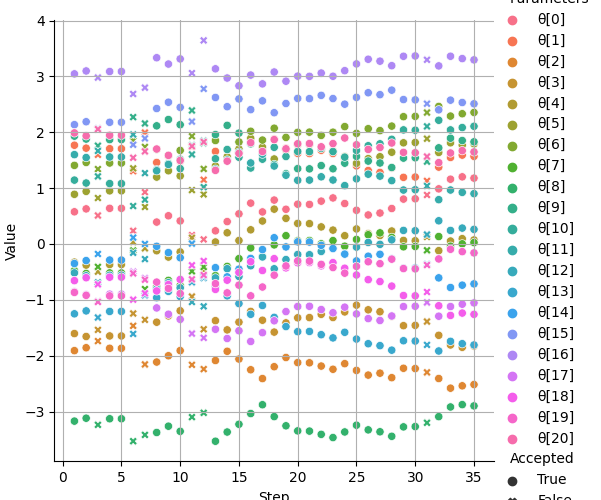 Parameters
4
3
2
1
0
−1
−2
−3
Value
0
5
10
15
20
25
30
35
Step
θ[0]
θ[1]
θ[2]
θ[3]
θ[4]
θ[5]
θ[6]
θ[7]
θ[8]
θ[9]
θ[10]
θ[11]
θ[12]
θ[13]
θ[14]
θ[15]
θ[16]
θ[17]
θ[18]
θ[19]
θ[20]
Accepted
True
False